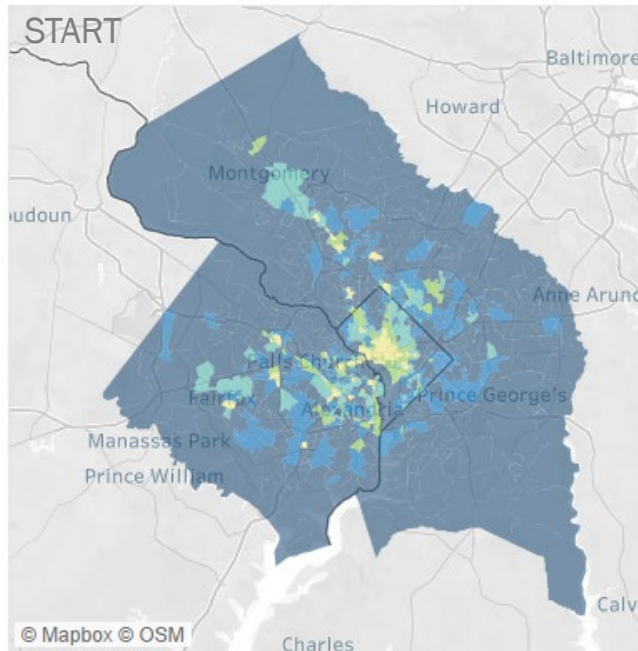 START
Baltimore
Howard
Montgomery
oudoun
Anne Arund
Falls Church
Fairfax
Alexandria
Prince George's
Manassas Park
Prince William
© Mapbox © OSM
Calv
Charles